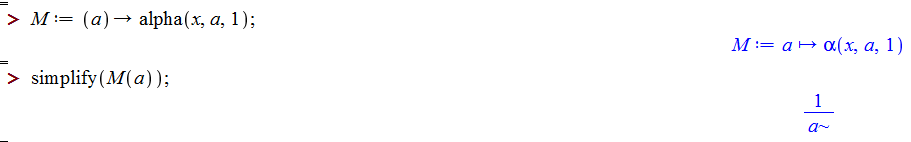 > M := (a) → alpha(x, a, 1);
M := a ↦ α(x, a, 1)
> simplify(M(a));
1
a~